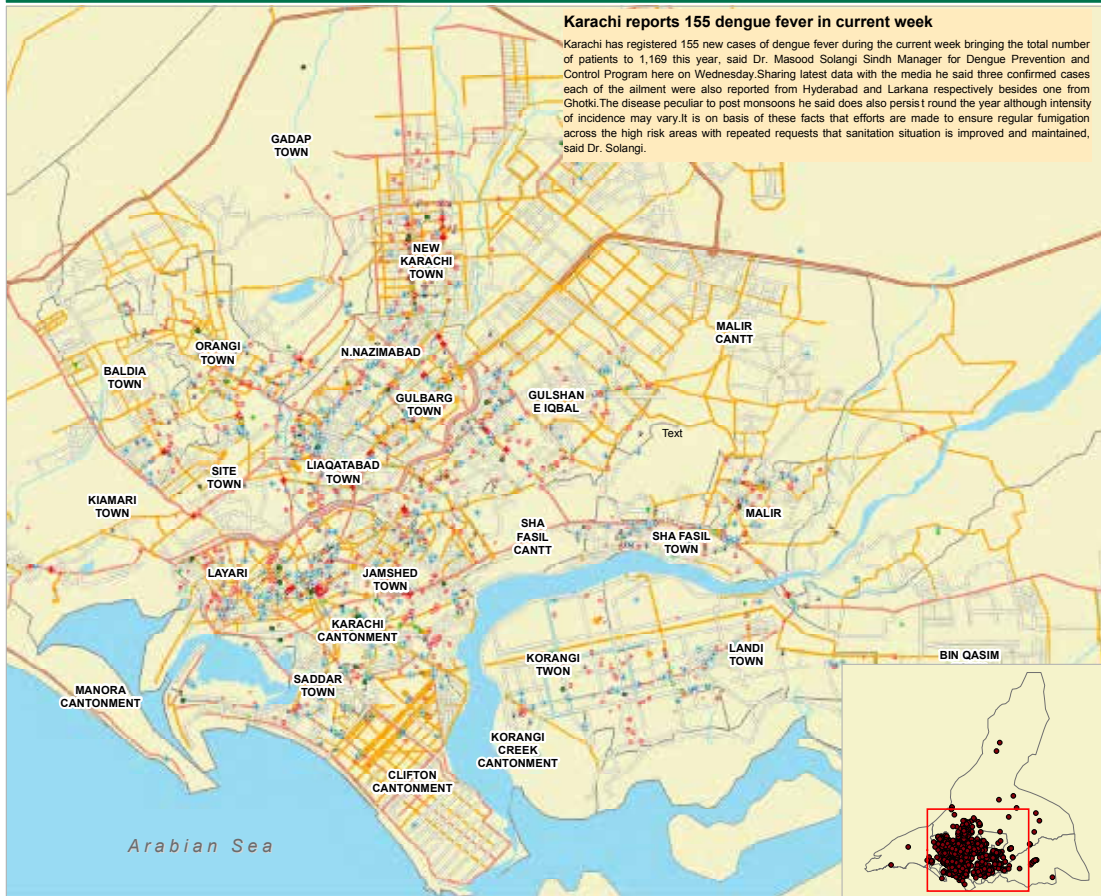 Karachi reports 155 dengue fever in current week
Karachi has registered 155 new cases of dengue fever during the current week bringing the total number
of patients to 1,169 this year, said Dr. Masood Solangi Sindh Manager for Dengue Prevention and
Control Program here on Wednesday.Sharing latest data with the media he said three confirmed cases
each of the ailment were also reported from Hyderabad and Larkana respectively besides one from
Ghotki.The disease peculiar to post monsoons he said does also persist round the year although intensity
of incidence may vary.It is on basis of these facts that efforts are made to ensure regular fumigation
across the high risk areas with repeated requests that sanitation situation is improved and maintained,
said Dr. Solangi.
GADAP
TOWN
NEW
KARACHI
TOWN
MALIR
CANTT
ORANGI
TOWN
N.NAZIMABAD
BALDIA
TOWN
GULBARG
TOWN
GULSHAN
E IQBAL
Text
SITE
TOWN
LIAQATABAD
TOWN
KIAMARI
TOWN
MALIR
SHA
FASIL
CANTT
SHA FASIL
TOWN
LAYARI
JAMSHED
TOWN
KARACHI
CANTONMENT
KORANGI
TWON
LANDI
TOWN
BIN QASIM
SADDAR
TOWN
MANORA
CANTONMENT
KORANGI
CREEK
CANTONMENT
CLIFTON
CANTONMENT
Arabian Sea